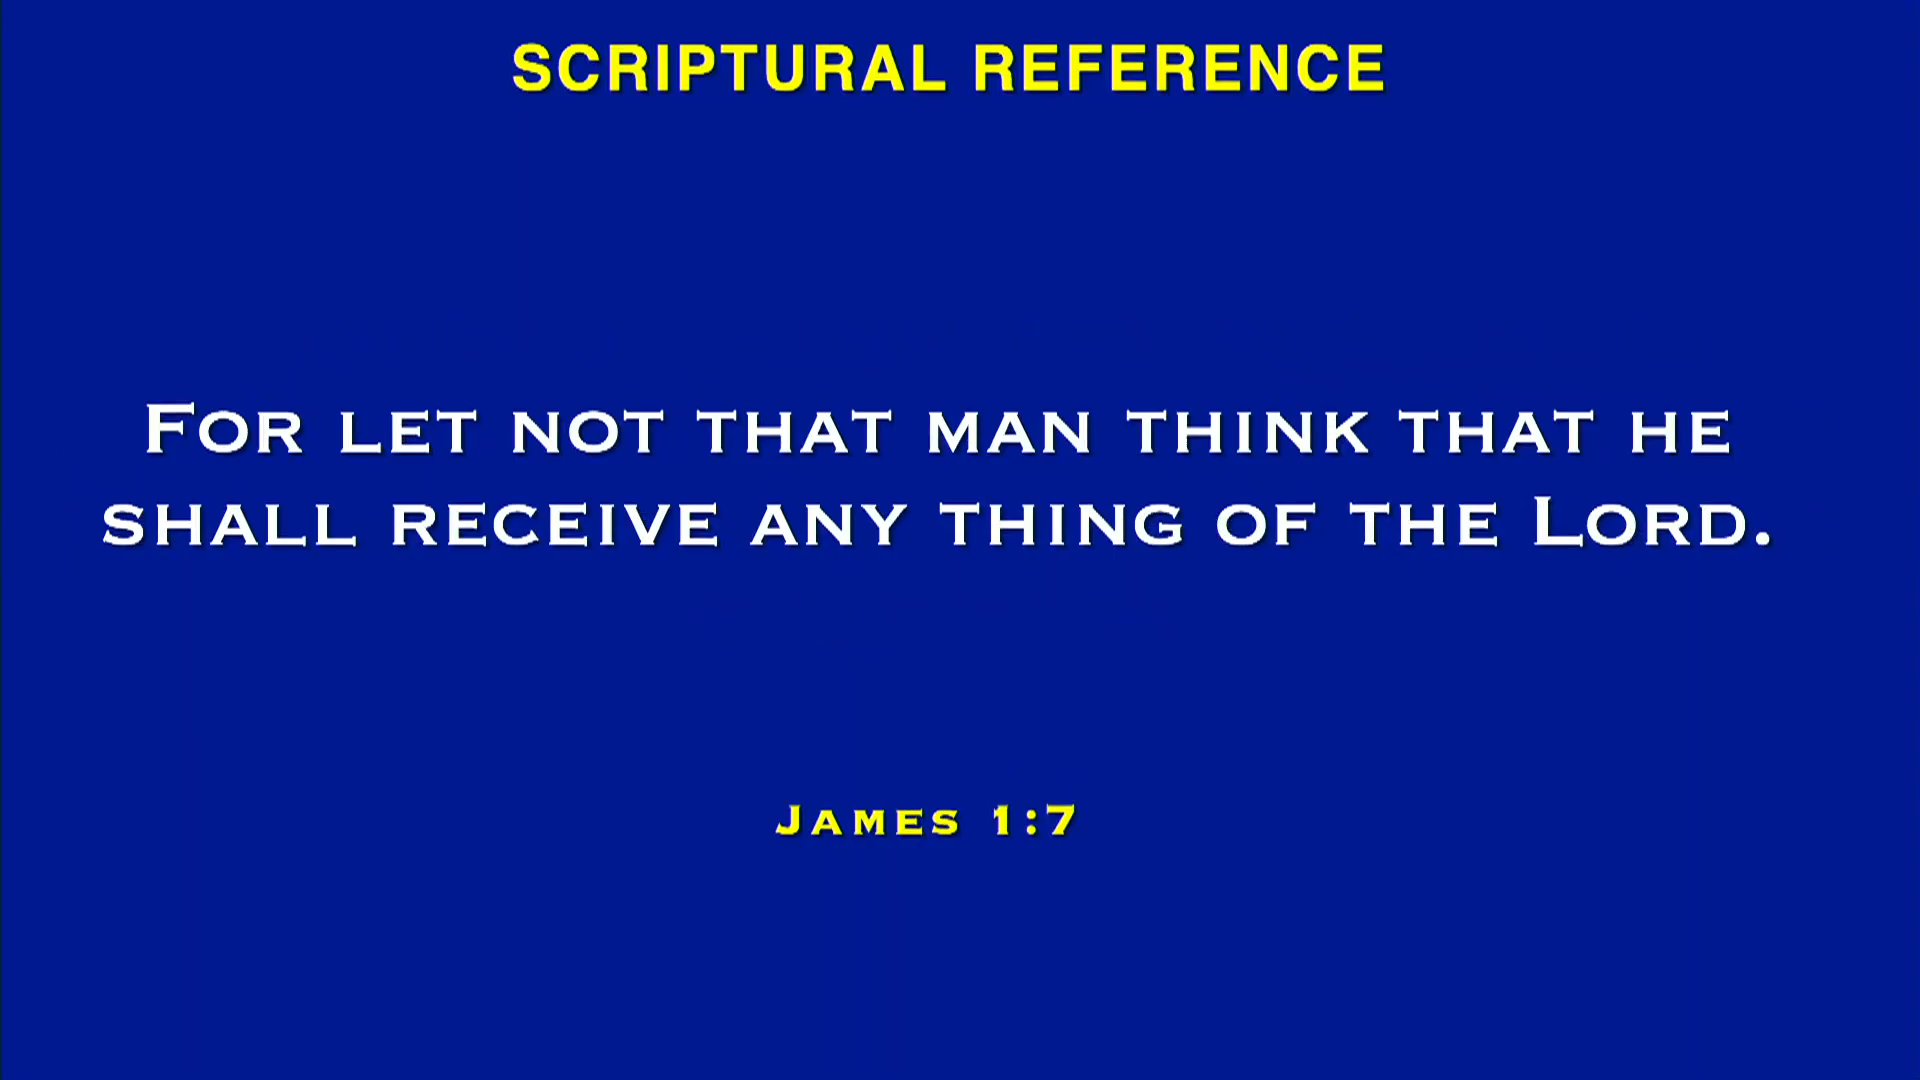 SCRIPTURAL REFERENCE
For let not that man think that he
shall receive any thing of the Lord.
James 1:7